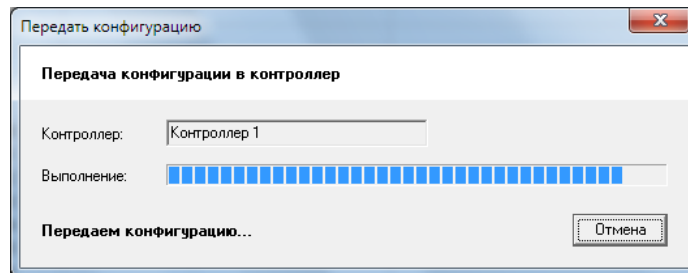 Передать конфигурацию
Передача конфигурации в контроллер
Контроллер: Контроллер 1
Выполнение:
Передаем конфигурацию...
Отмена